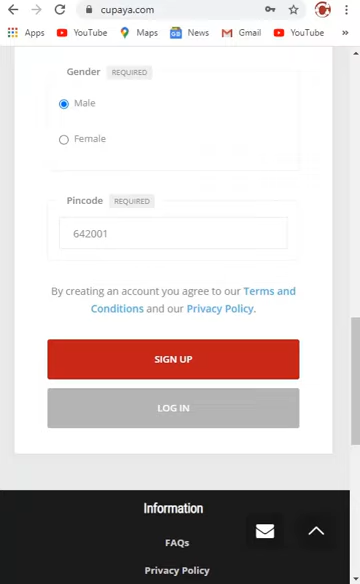 cupaya.com
Apps YouTube Maps News Gmail YouTube »
Gender REQUIRED
Male
Female
Pincode REQUIRED
642001
By creating an account you agree to our Terms and
Conditions and our Privacy Policy.
SIGN UP
LOG IN
Information
FAQs
Privacy Policy